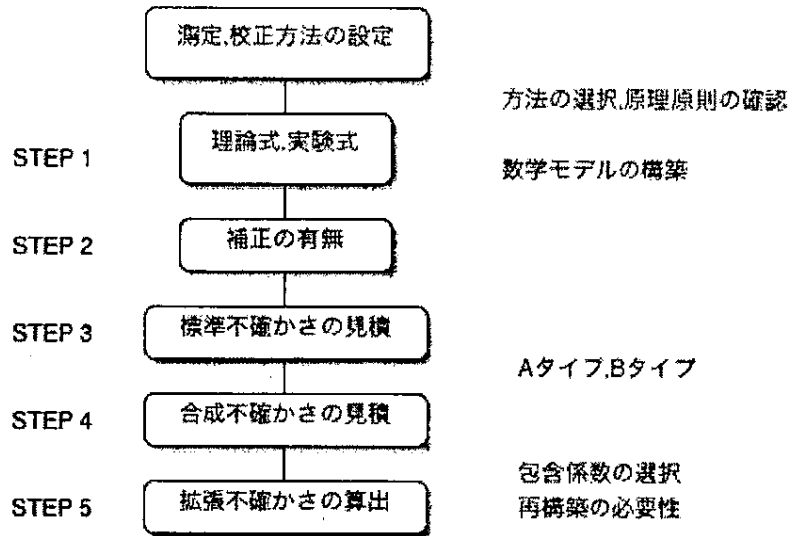 測定,校正方法の設定
方法の選択,原理原則の確認
STEP 1
理論式,実験式
数学モデルの構築
STEP 2
補正の有無
STEP 3
標準不確かさの見積
Aタイプ,Bタイプ
STEP 4
合成不確かさの見積
包含係数の選択
STEP 5
拡張不確かさの算出
再構築の必要性